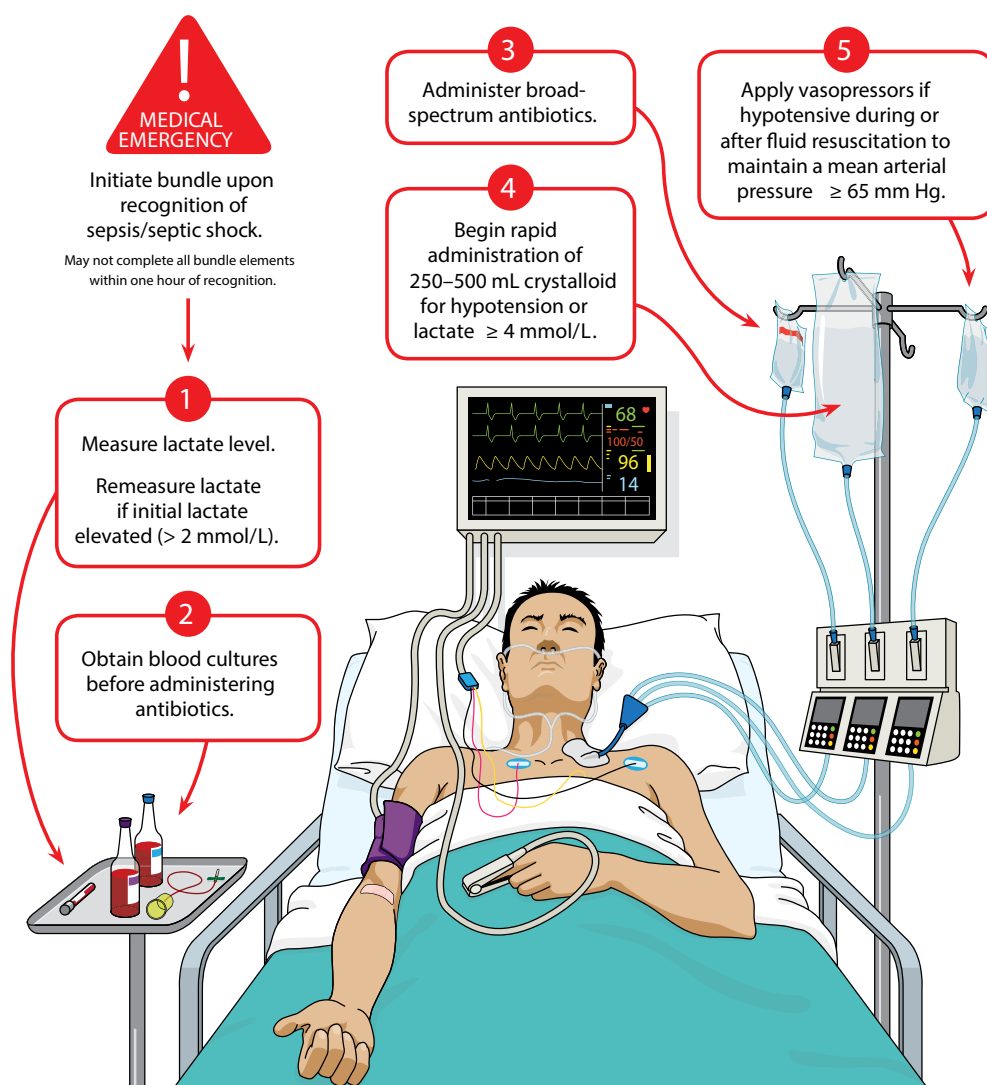 !
MEDICAL
EMERGENCY
Initiate bundle upon
recognition of
sepsis/septic shock.
May not complete all bundle elements
within one hour of recognition.
1
Measure lactate level.
Remeasure lactate
if initial lactate
elevated (> 2 mmol/L).
2
Obtain blood cultures
before administering
antibiotics.
3
Administer broad-
spectrum antibiotics.
4
Begin rapid
administration of
250–500 mL crystalloid
for hypotension or
lactate ≥ 4 mmol/L.
5
Apply vasopressors if
hypotensive during or
after fluid resuscitation to
maintain a mean arterial
pressure ≥ 65 mm Hg.
68
100/50
96
14